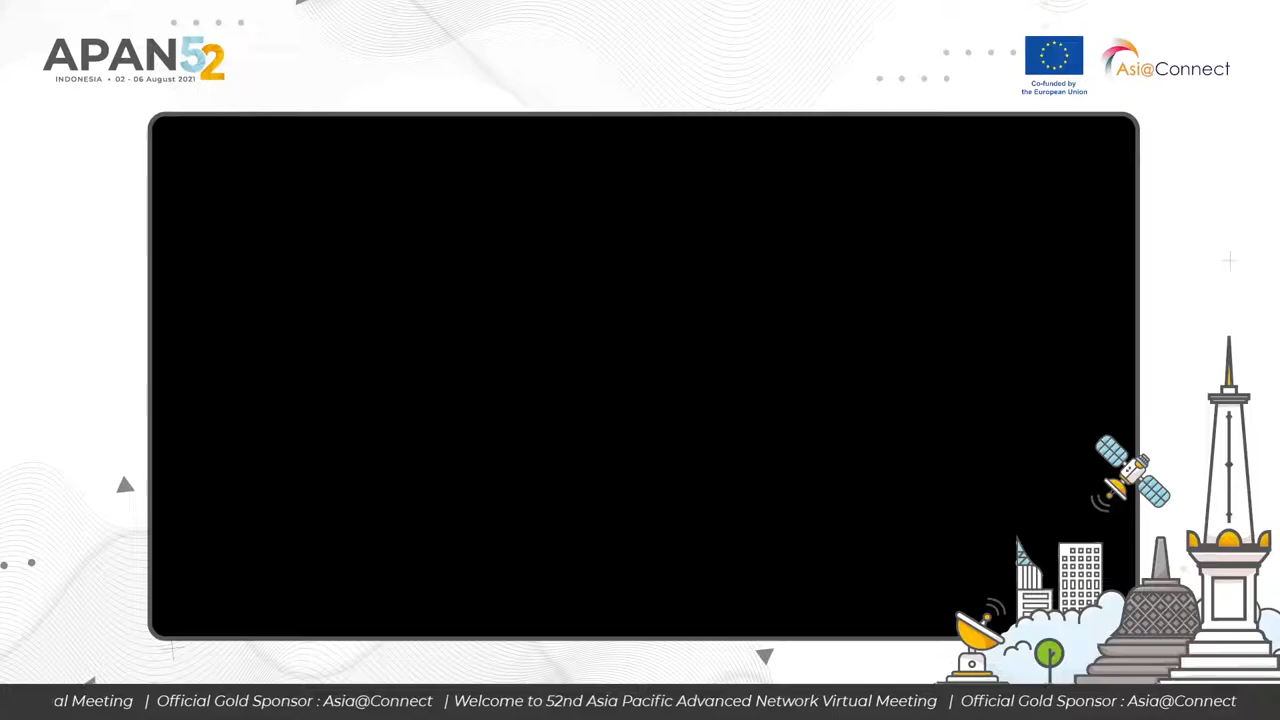 APAN52
INDONESIA • 02 - 06 August 2021
Co-funded by
the European Union
Asi@Connect
al Meeting | Official Gold Sponsor : Asia@Connect | Welcome to 52nd Asia Pacific Advanced Network Virtual Meeting | Official Gold Sponsor : Asia@Connect